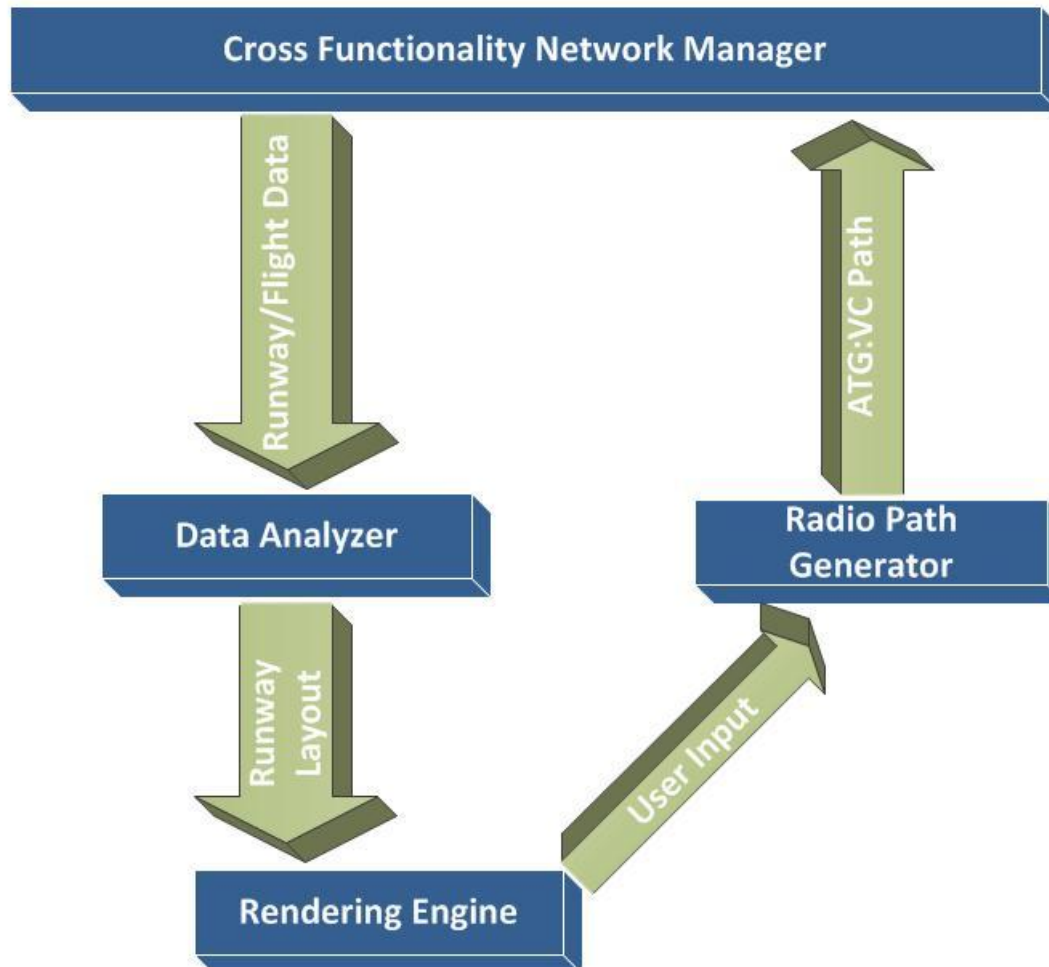 Cross Functionality Network Manager
Runway/Flight Data
ATG:VC Path
Data Analyzer
Radio Path
Generator
Runway
Layout
User Input
Rendering Engine